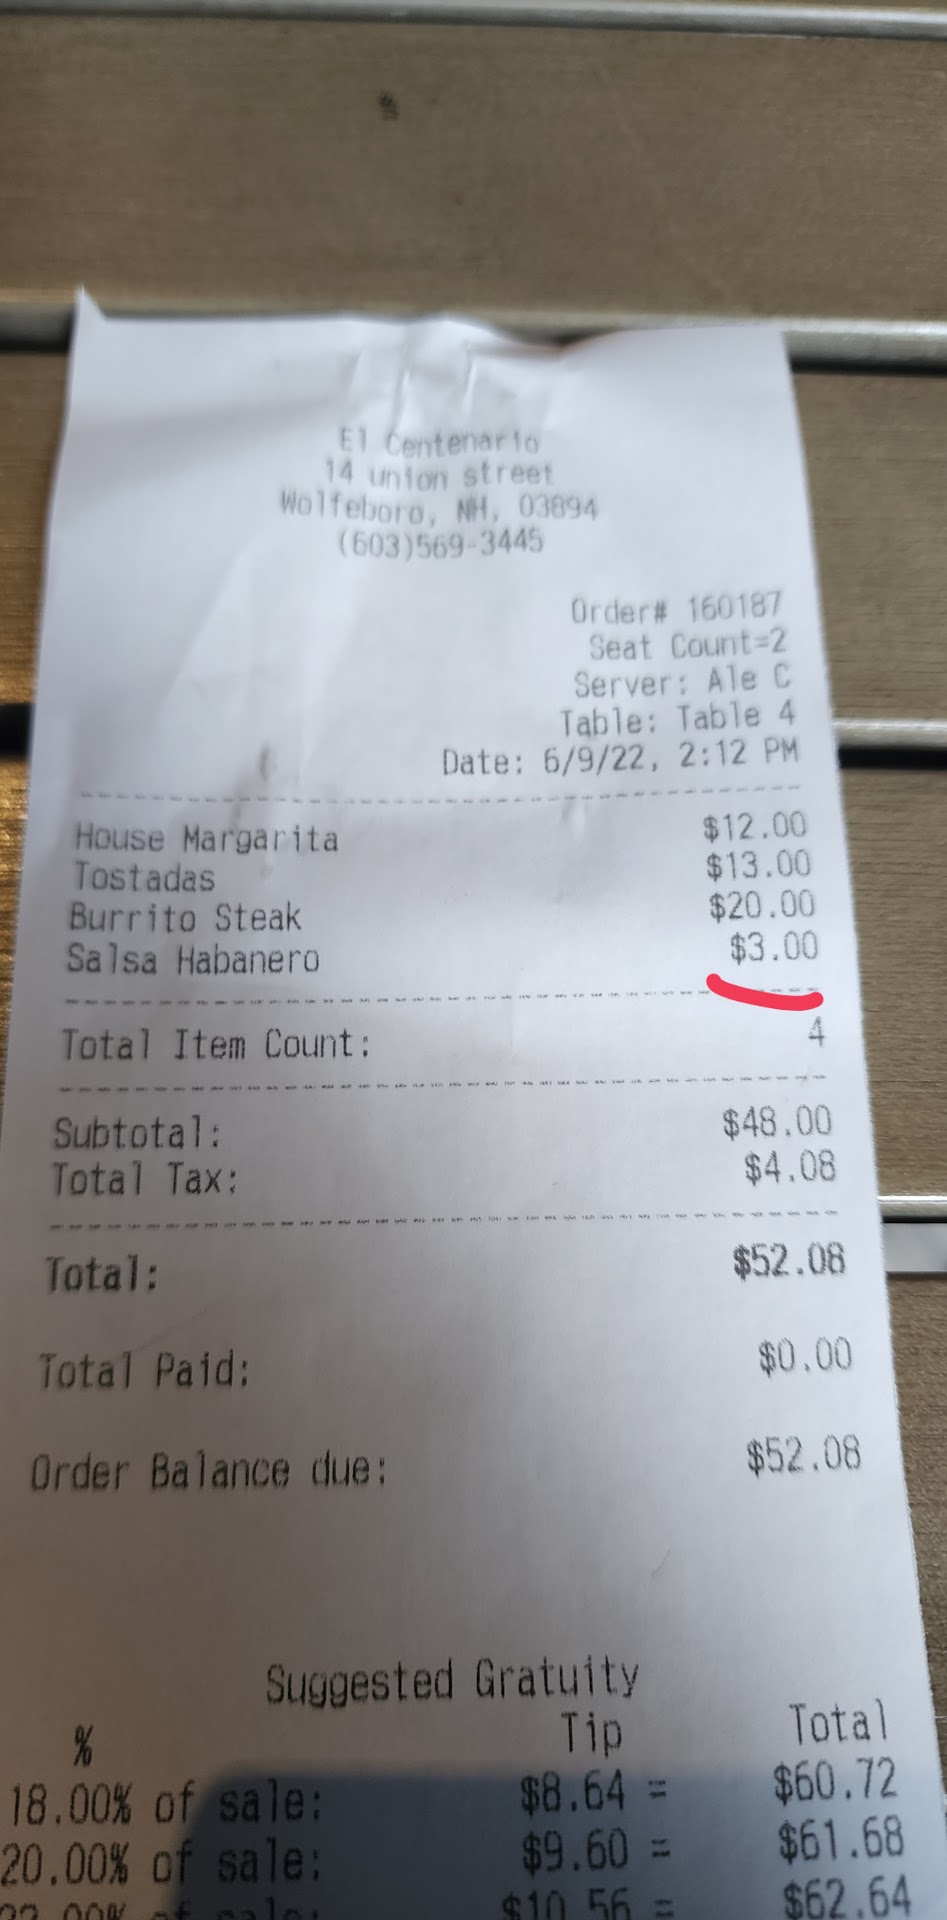 El Centenario
14 union street
Wolfeboro, NH, 03894
(603)569-3445
Order# 160187
Seat Count=2
Server: Ale C
Table: Table 4
Date: 6/9/22, 2:12 PM
House Margarita $12.00
Tostadas $13.00
Burrito Steak $20.00
Salsa Habanero $3.00
Total Item Count: 4
Subtotal: $48.00
Total Tax: $4.08
Total: $52.08
Total Paid: $0.00
Order Balance due: $52.08
Suggested Gratuity
% Tip Total
18.00% of sale: $8.64 = $60.72
20.00% of sale: $9.60 = $61.68
22.00% of sale: $10.56 = $62.64